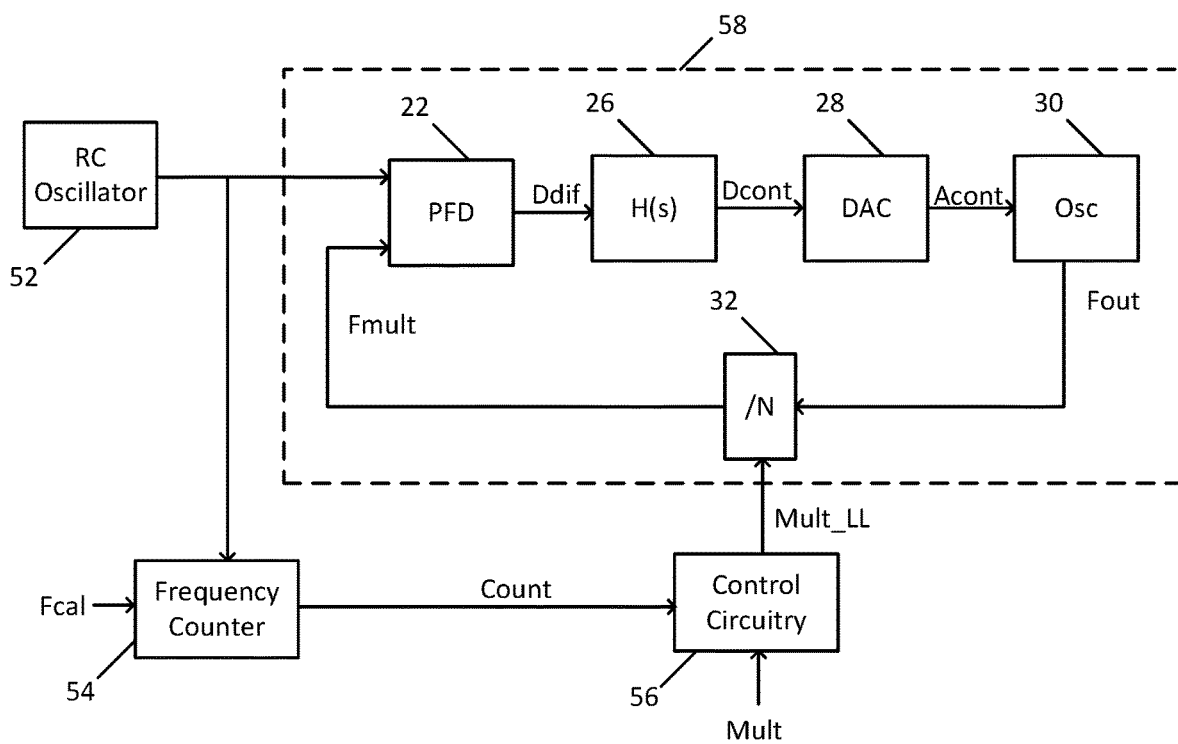 58
22
26
28
30
RC
Oscillator
PFD
Ddif
H(s)
Dcont
DAC
Acont
Osc
52
Fmult
32
Fout
/N
Mult_LL
Fcal
Frequency
Counter
Count
Control
Circuitry
54
56
Mult